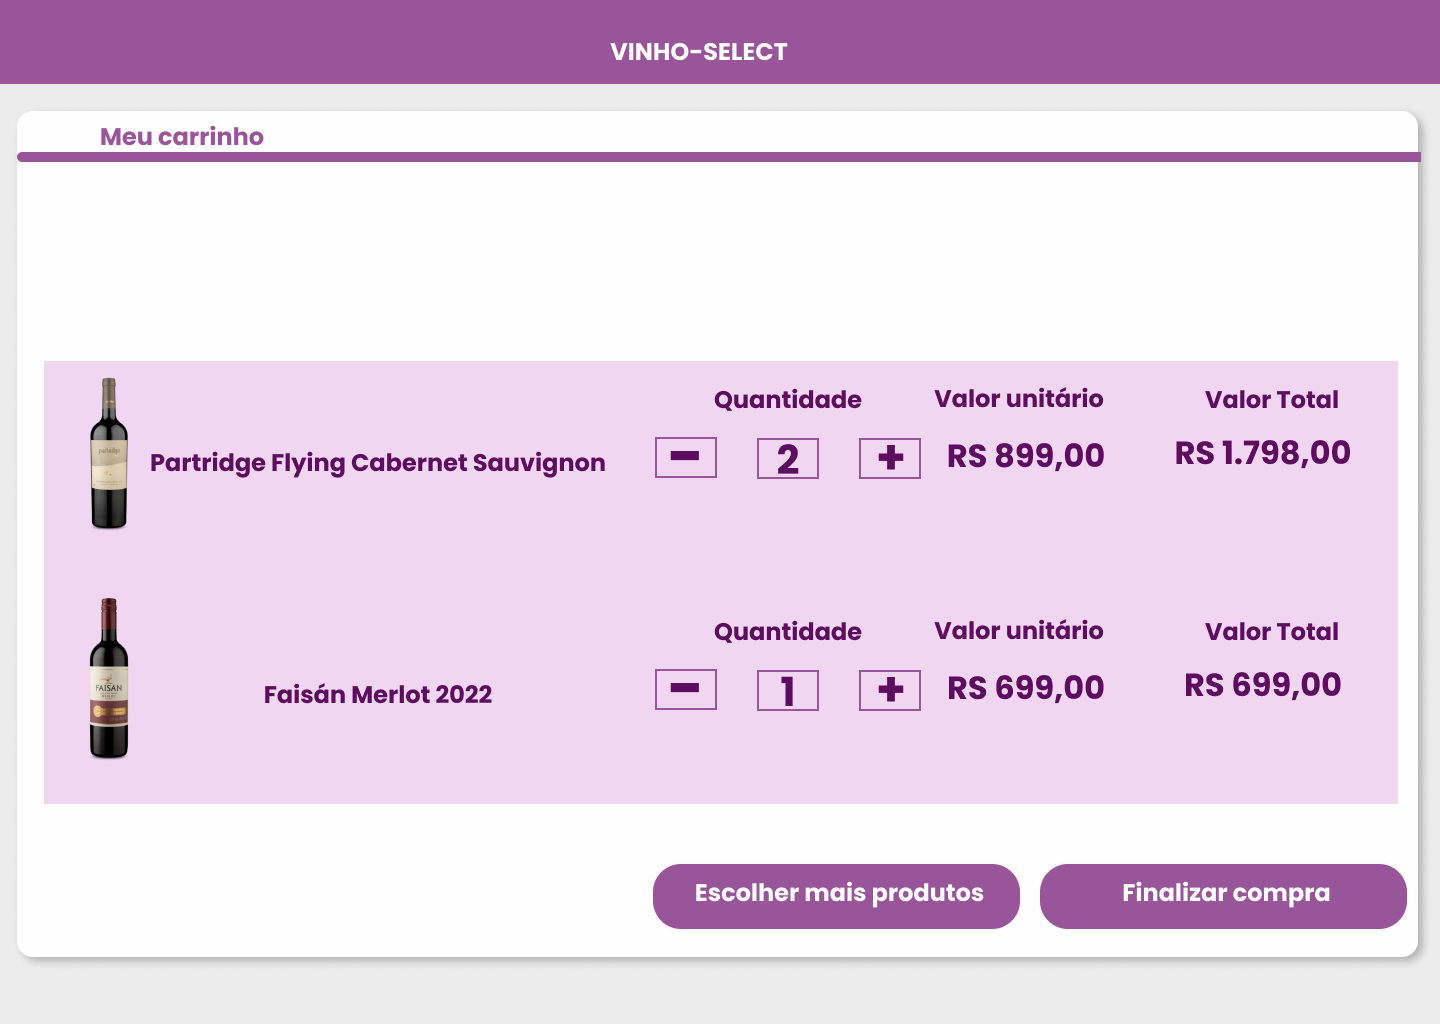 VINHO-SELECT
Meu carrinho
Quantidade Valor unitário Valor Total
Partridge Flying Cabernet Sauvignon − 2 + RS 899,00 RS 1.798,00
partridge
Quantidade Valor unitário Valor Total
Faisán Merlot 2022 − 1 + RS 699,00 RS 699,00
FAISÁN
Escolher mais produtos Finalizar compra